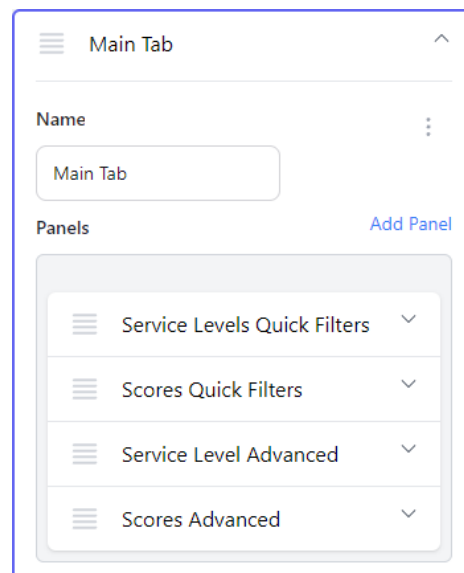 Main Tab
Name
Main Tab
Panels
Add Panel
Service Levels Quick Filters
Scores Quick Filters
Service Level Advanced
Scores Advanced